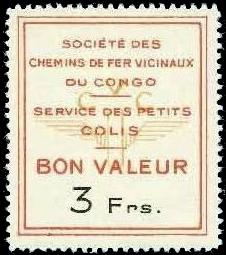 SOCIÉTÉ DES
CHEMINS DE FER VICINAUX
DU CONGO
SERVICE DES PETITS
COLIS
BON VALEUR
3 Frs.